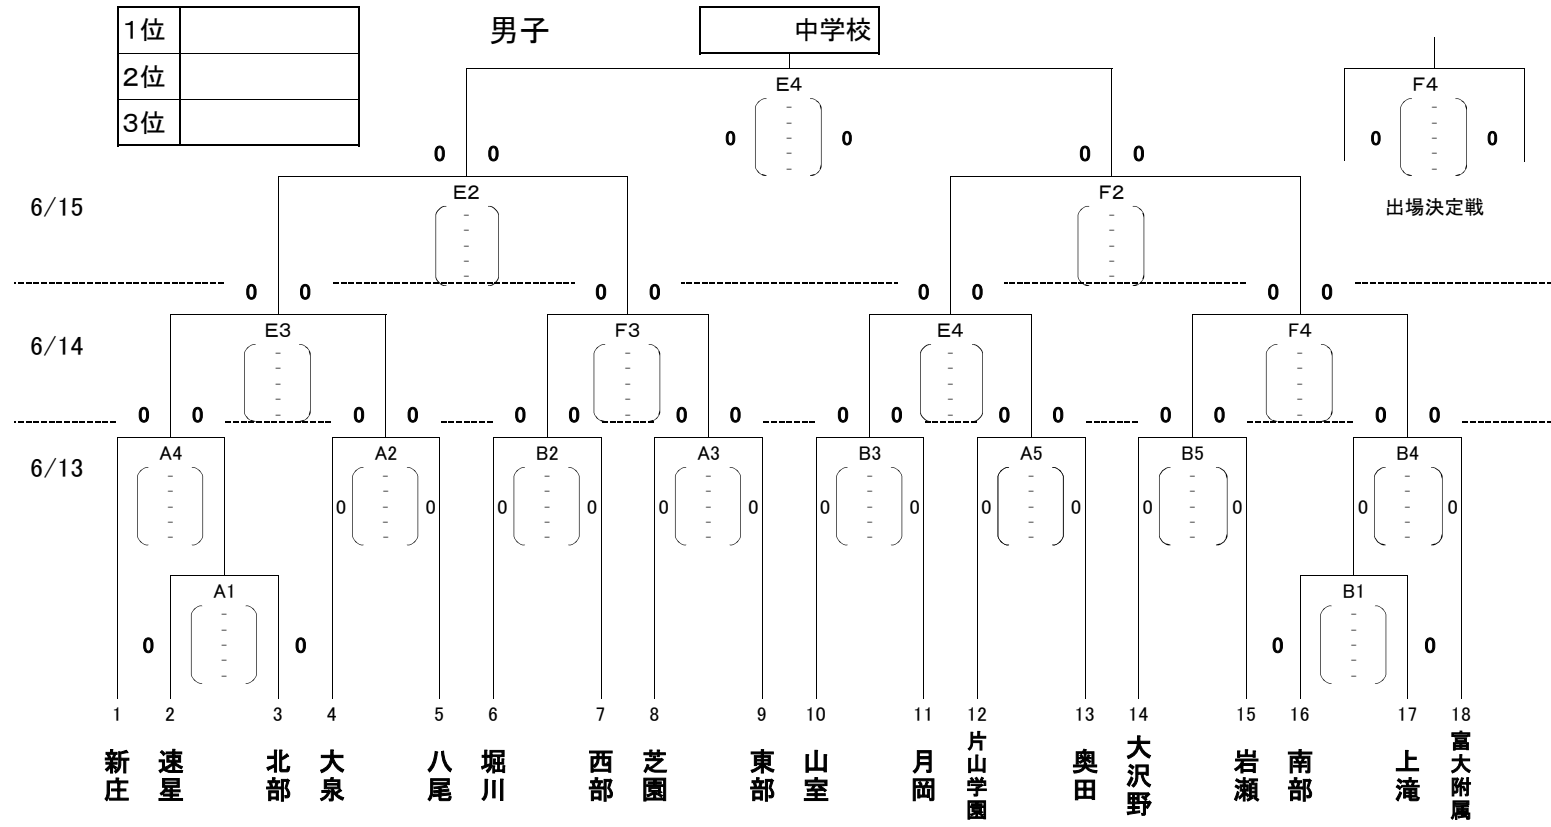 1位
2位
3位
男子
中学校
E4
F4
0 0
0 0
0 0
0 0
E2
F2
6/15
出場決定戦
0 0
0 0
0 0
0 0
E3
F3
E4
F4
6/14
0 0
0 0
0 0
0 0
0 0
0 0
0 0
0 0
A4
A2
B2
A3
B3
A5
B5
B4
6/13
0 0
0 0
0 0
0 0
0 0
0 0
0 0
A1
B1
0 0
0 0
1 2 3 4 5 6 7 8 9 10 11 12 13 14 15 16 17 18
新庄
速星
北部
大泉
八尾
堀川
西部
芝園
東部
山室
月岡
片山学園
奥田
大沢野
岩瀬
南部
上滝
富大附属